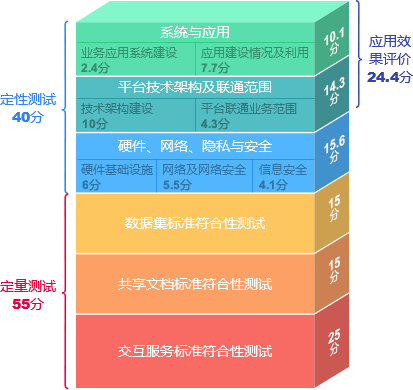 系统与应用
10.1
分
业务应用系统建设
2.4分
应用建设情况及利用
7.7分
应用效
果评价
24.4分
平台技术架构及联通范围
14.3
分
技术架构建设
10分
平台联通业务范围
4.3分
定性测试
40分
硬件、网络、隐私与安全
15.6
分
硬件基础设施
6分
网络及网络安全
5.5分
信息安全
4.1分
数据集标准符合性测试
15
分
定量测试
55分
共享文档标准符合性测试
15
分
交互服务标准符合性测试
25
分